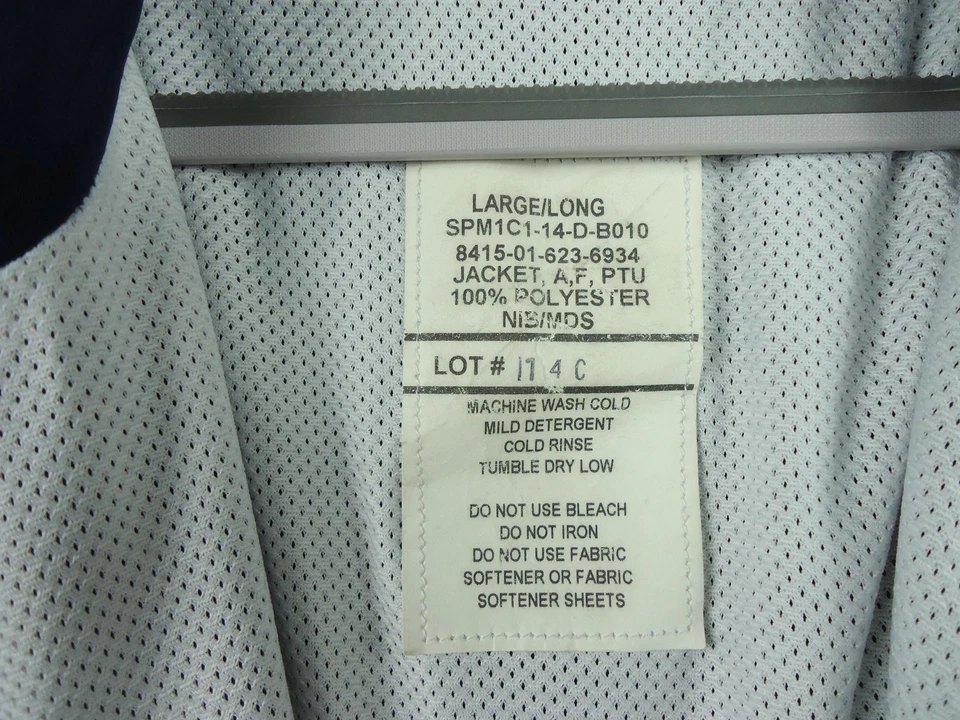 LARGE/LONG
SPM1C1-14-D-B010
8415-01-623-6934
JACKET, A,F, PTU
100% POLYESTER
NIB/MDS
LOT # 17 4 C
MACHINE WASH COLD
MILD DETERGENT
COLD RINSE
TUMBLE DRY LOW
DO NOT USE BLEACH
DO NOT IRON
DO NOT USE FABRIC
SOFTENER OR FABRIC
SOFTENER SHEETS